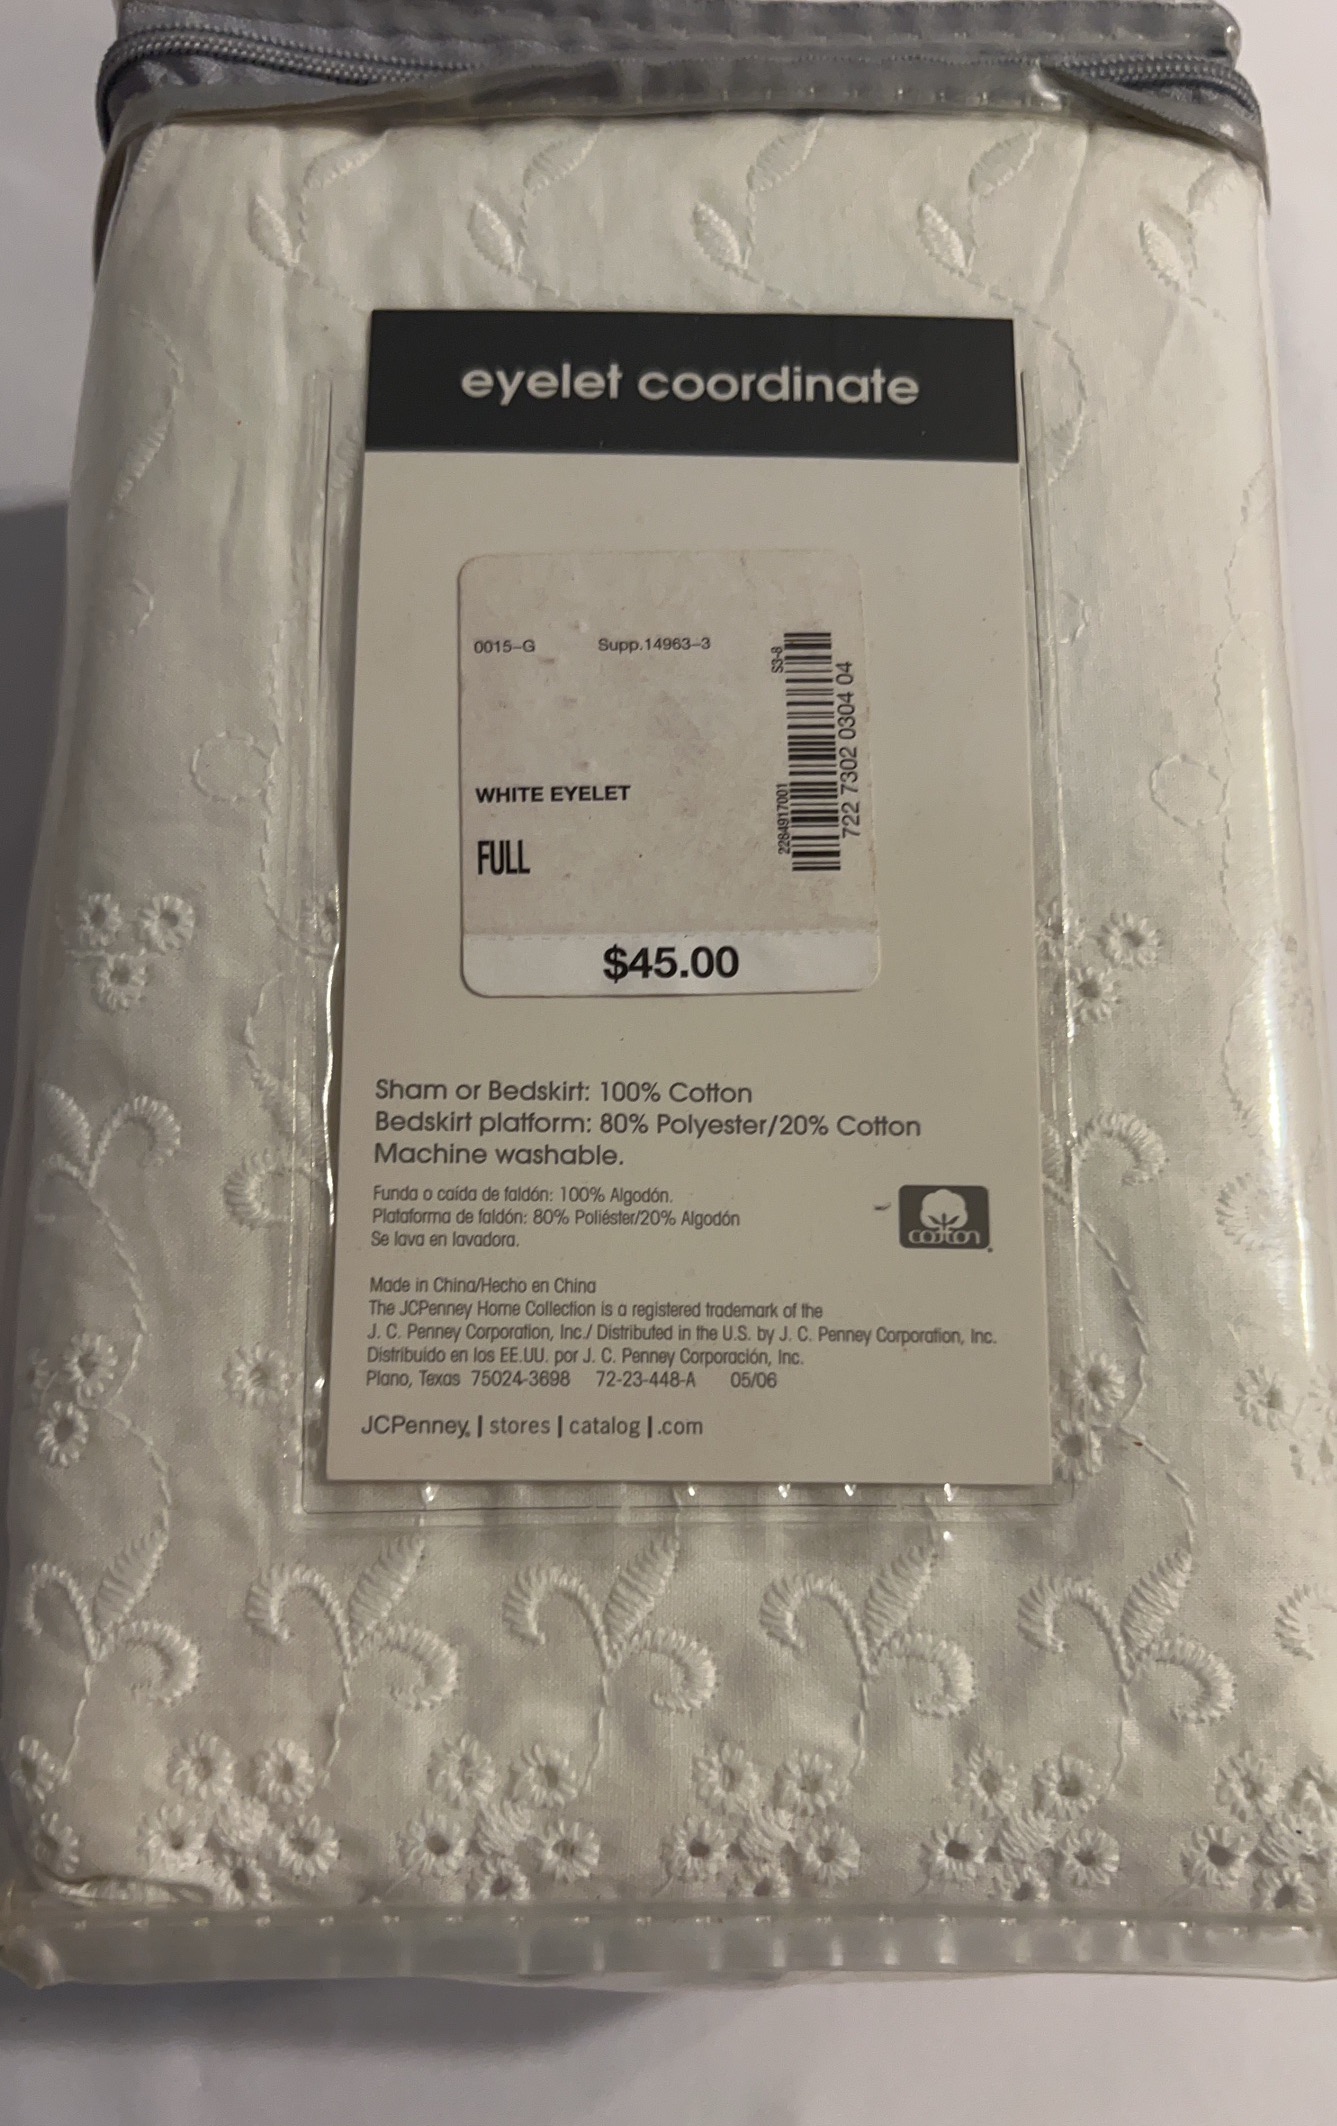 eyelet coordinate
0015-G Supp.14963-3
S3-8
2284917001
722 7302 0304 04
WHITE EYELET
FULL
$45.00
Sham or Bedskirt: 100% Cotton
Bedskirt platform: 80% Polyester/20% Cotton
Machine washable.
Funda o caída de faldón: 100% Algodón.
Plataforma de faldón: 80% Poliéster/20% Algodón
Se lava en lavadora.
cotton
Made in China/Hecho en China
The JCPenney Home Collection is a registered trademark of the
J. C. Penney Corporation, Inc./ Distributed in the U.S. by J. C. Penney Corporation, Inc.
Distribuido en los EE.UU. por J. C. Penney Corporación, Inc.
Plano, Texas 75024-3698 72-23-448-A 05/06
JCPenney. | stores | catalog | .com